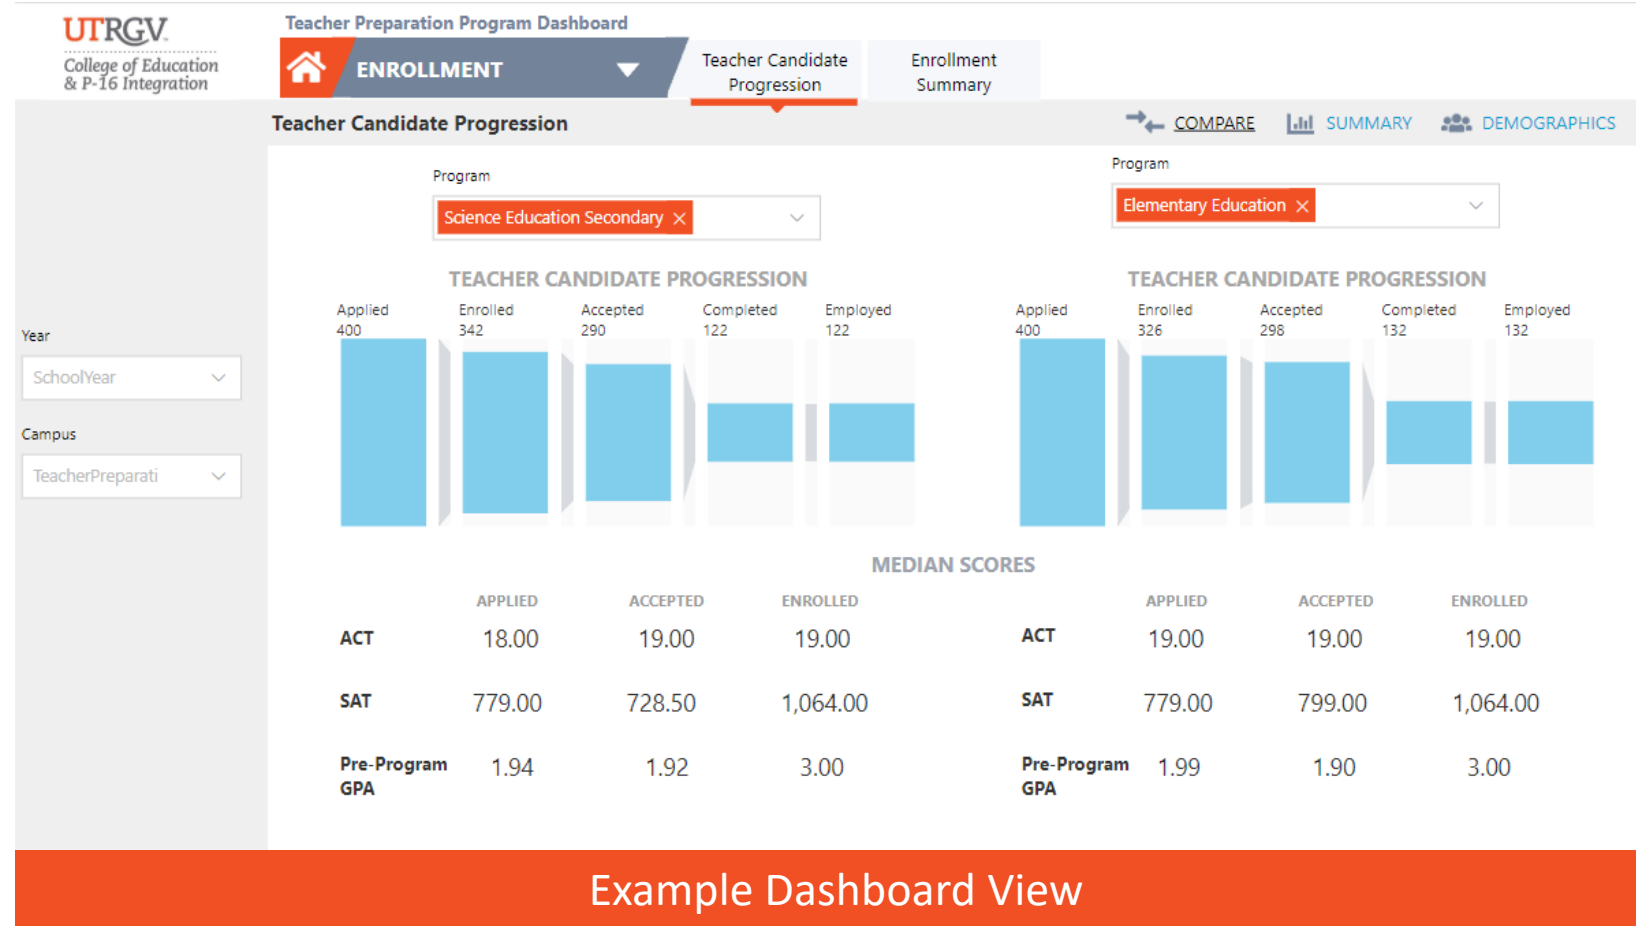 UTRGV
College of Education
& P-16 Integration
Teacher Preparation Program Dashboard
ENROLLMENT
Teacher Candidate
Progression
Enrollment
Summary
Teacher Candidate Progression
COMPARE
SUMMARY
DEMOGRAPHICS
Year
SchoolYear
Campus
TeacherPreparati
Program
Science Education Secondary
Program
Elementary Education
TEACHER CANDIDATE PROGRESSION
Applied Enrolled Accepted Completed Employed
400 342 290 122 122
TEACHER CANDIDATE PROGRESSION
Applied Enrolled Accepted Completed Employed
400 326 298 132 132
MEDIAN SCORES
APPLIED ACCEPTED ENROLLED
ACT 18.00 19.00 19.00
SAT 779.00 728.50 1,064.00
Pre-Program 1.94 1.92 3.00
GPA
APPLIED ACCEPTED ENROLLED
ACT 19.00 19.00 19.00
SAT 779.00 799.00 1,064.00
Pre-Program 1.99 1.90 3.00
GPA
Example Dashboard View